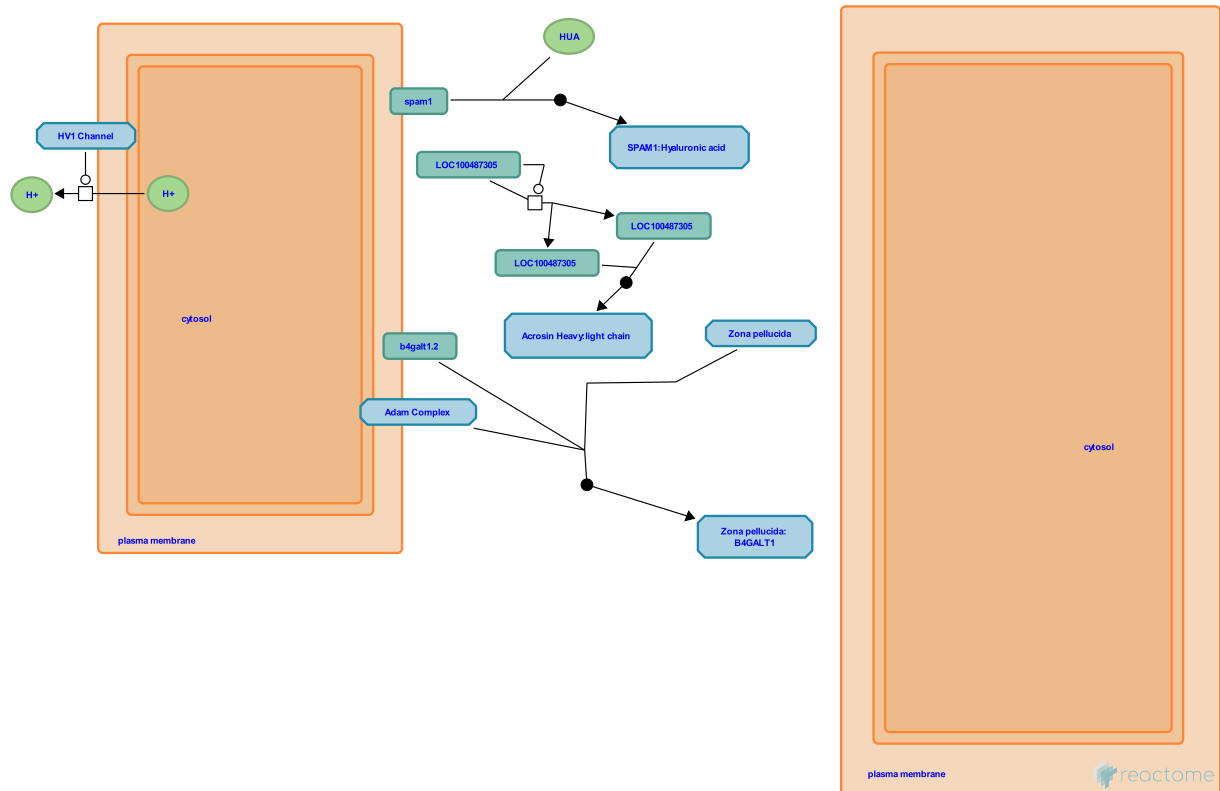 HUA
spam1
HV1 Channel
SPAM1:Hyaluronic acid
LOC100487305
H+
H+
LOC100487305
LOC100487305
cytosol
Acrosin Heavy:light chain
Zona pellucida
b4galt1.2
Adam Complex
cytosol
Zona pellucida:
B4GALT1
plasma membrane
plasma membrane
reactome